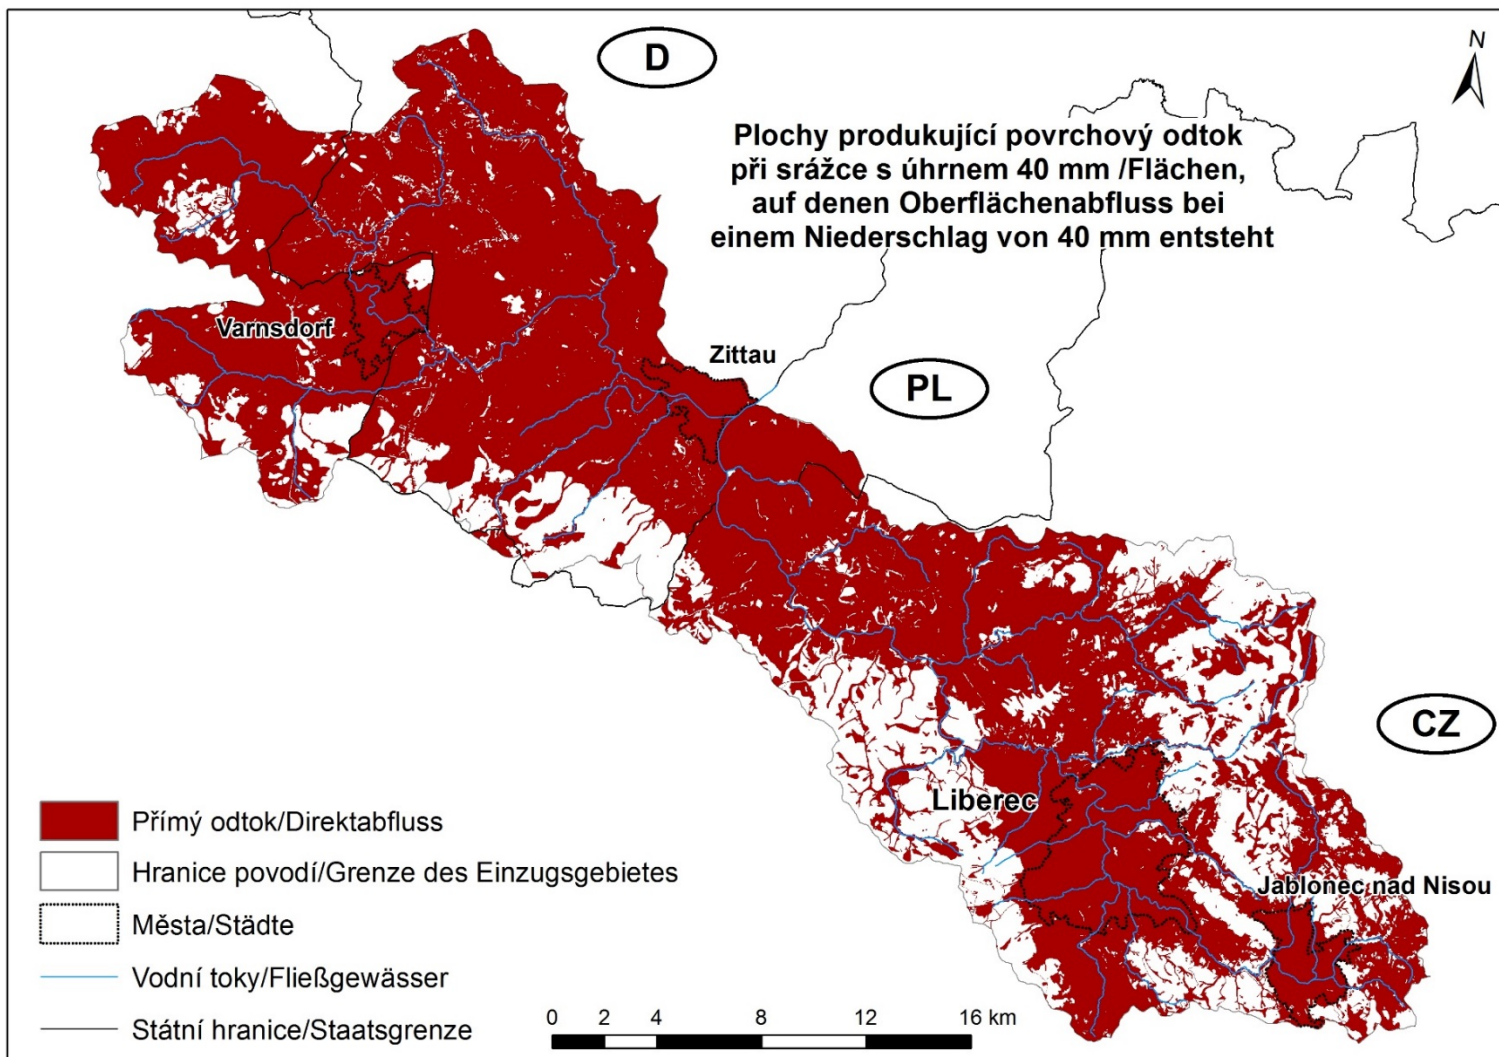 D
N
Plochy produkující povrchový odtok
při srážce s úhrnem 40 mm /Flächen,
auf denen Oberflächenabfluss bei
einem Niederschlag von 40 mm entsteht
Varnsdorf
Zittau
PL
CZ
Liberec
Jablonec nad Nisou
Přímý odtok/Direktabfluss
Hranice povodí/Grenze des Einzugsgebietes
Města/Städte
Vodní toky/Fließgewässer
Státní hranice/Staatsgrenze
0 2 4 8 12 16 km